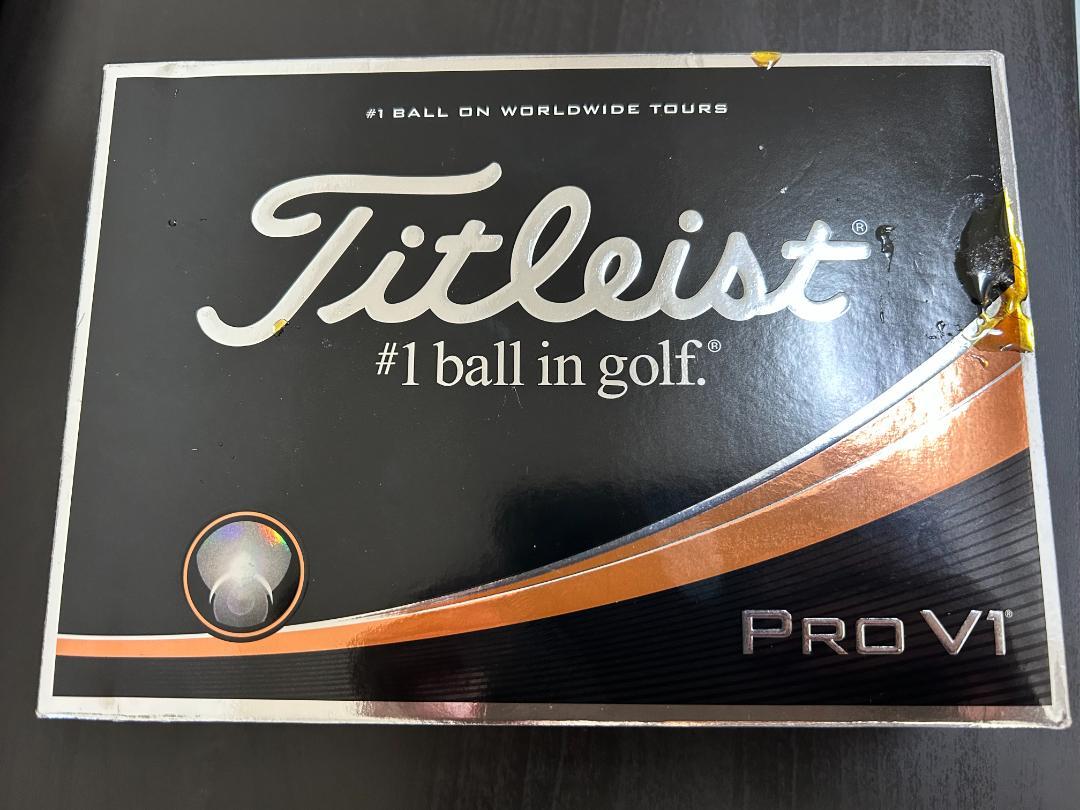 #1 BALL ON WORLDWIDE TOURS
Titleist®
#1 ball in golf.®
PRO V1®